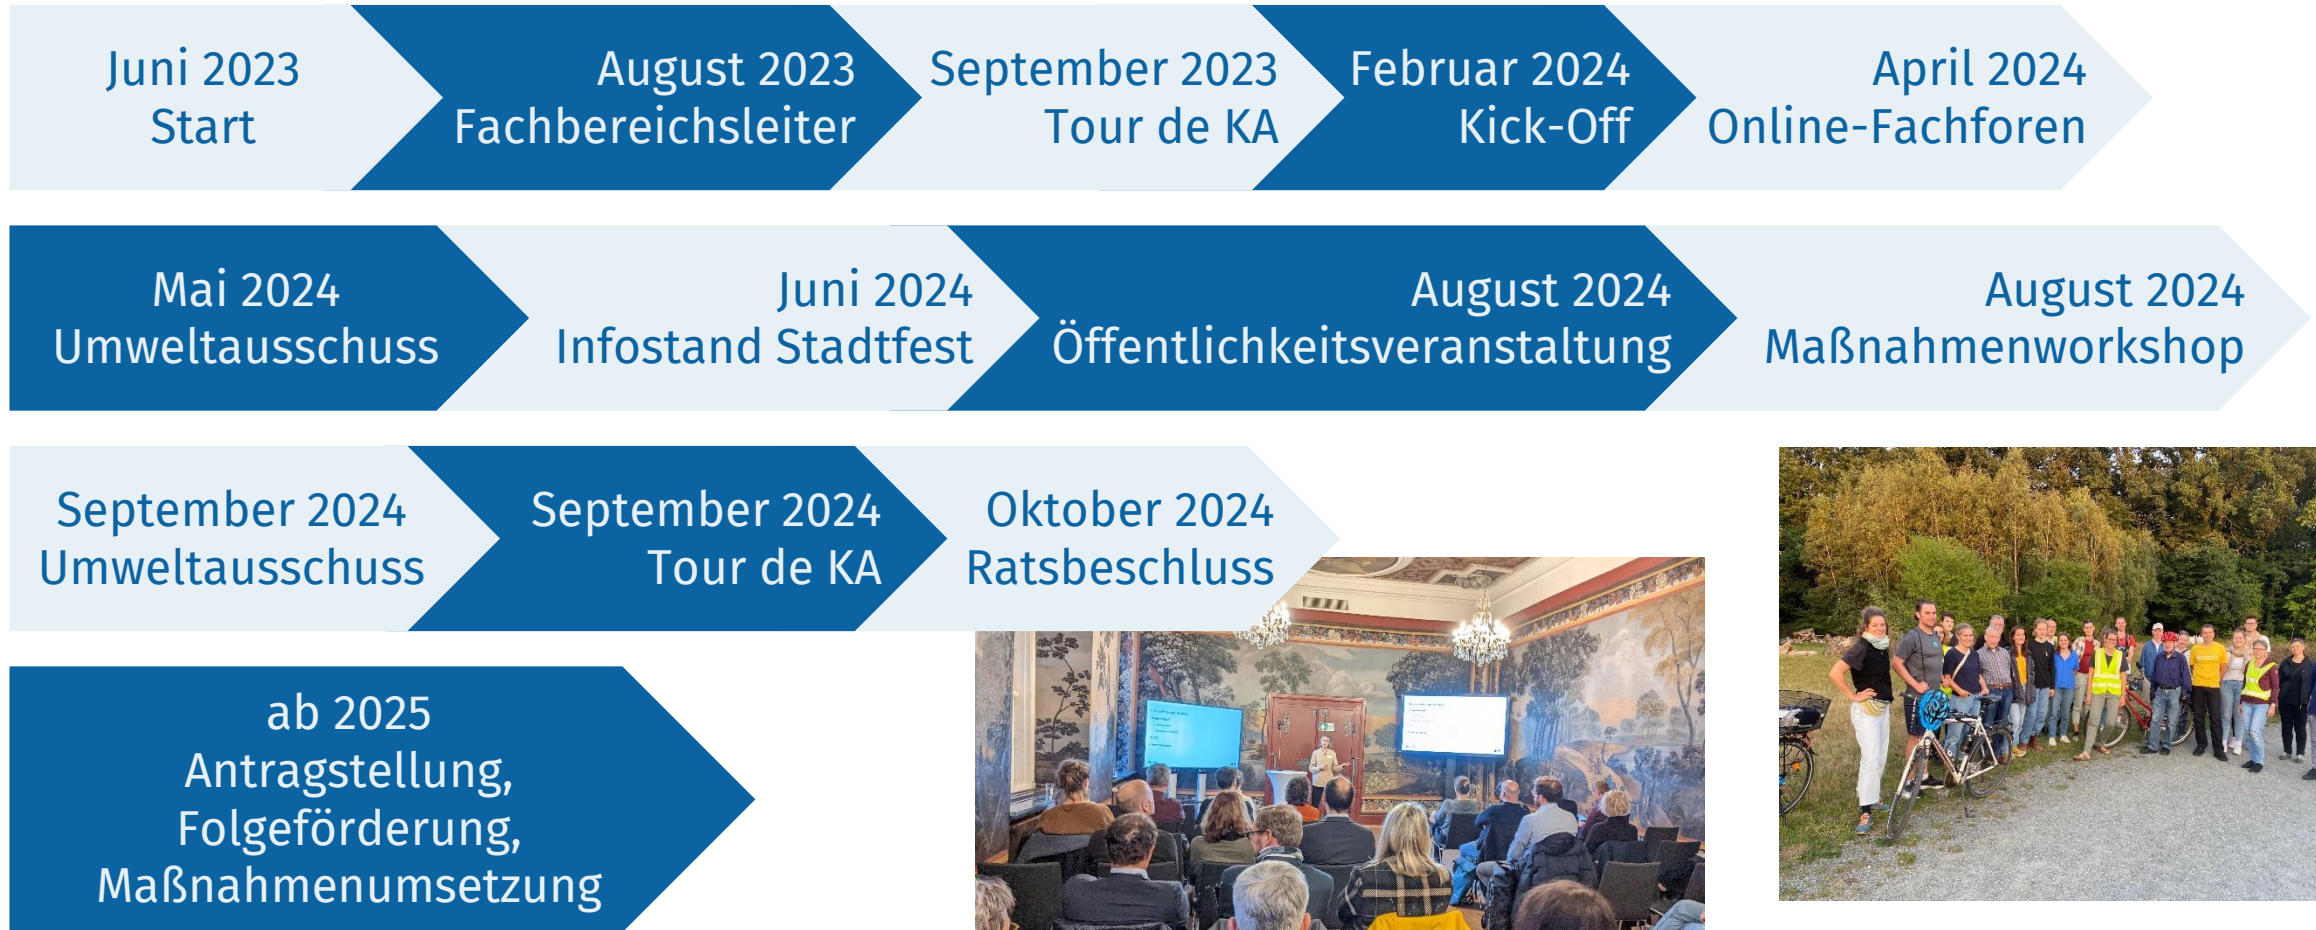 Juni 2023
Start
August 2023
Fachbereichsleiter
September 2023
Tour de KA
Februar 2024
Kick-Off
April 2024
Online-Fachforen
Mai 2024
Umweltausschuss
Juni 2024
Infostand Stadtfest
August 2024
Öffentlichkeitsveranstaltung
August 2024
Maßnahmenworkshop
September 2024
Umweltausschuss
September 2024
Tour de KA
Oktober 2024
Ratsbeschluss
ab 2025
Antragstellung,
Folgeförderung,
Maßnahmenumsetzung